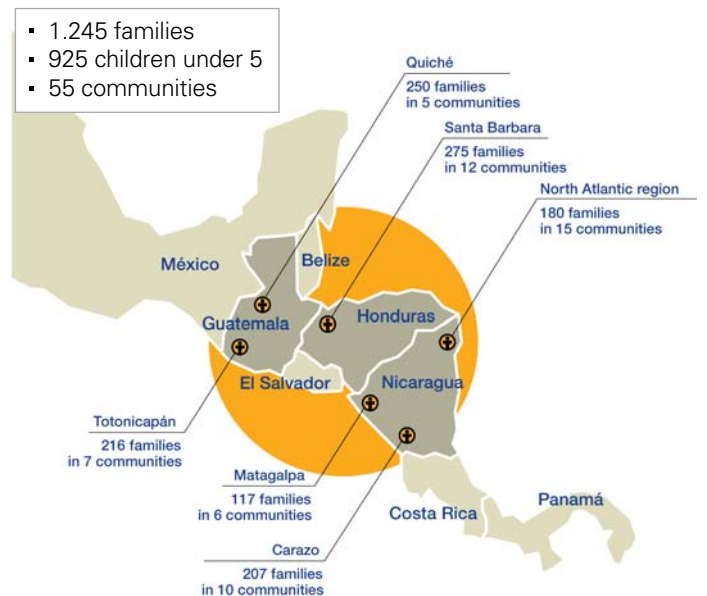 ▪ 1.245 families
▪ 925 children under 5
▪ 55 communities
Quiché
250 families
in 5 communities
Santa Barbara
275 families
in 12 communities
North Atlantic region
180 families
in 15 communities
México
Belize
Guatemala
Honduras
El Salvador
Nicaragua
Totonicapán
216 families
in 7 communities
Matagalpa
117 families
in 6 communities
Costa Rica
Panamá
Carazo
207 families
in 10 communities